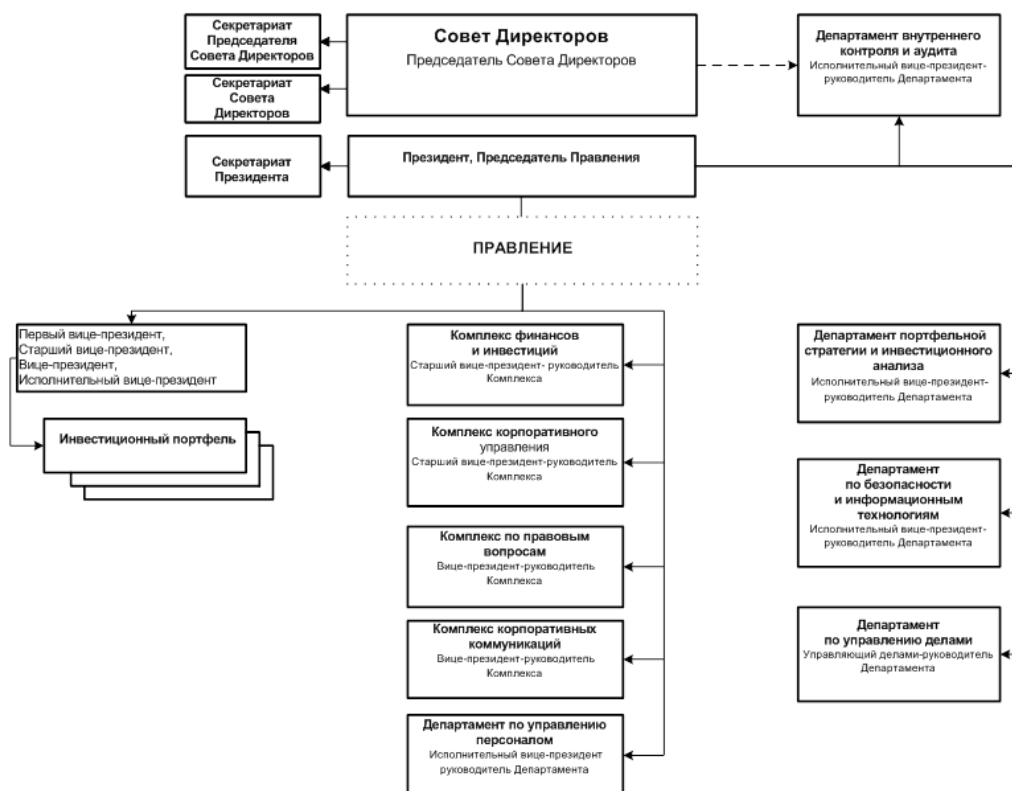 Секретариат
Председателя
Совета Директоров
Совет Директоров
Председатель Совета Директоров
Департамент внутреннего
контроля и аудита
Исполнительный вице-президент-
руководитель Департамента
Секретариат
Совета
Директоров
Секретариат
Президента
Президент, Председатель Правления
ПРАВЛЕНИЕ
Первый вице-президент,
Старший вице-президент,
Вице-президент,
Исполнительный вице-президент
Инвестиционный портфель
Комплекс финансов
и инвестиций
Старший вице-президент- руководитель
Комплекса
Комплекс корпоративного
управления
Старший вице-президент-руководитель
Комплекса
Комплекс по правовым
вопросам
Вице-президент-руководитель
Комплекса
Комплекс корпоративных
коммуникаций
Вице-президент-руководитель
Комплекса
Департамент по управлению
персоналом
Исполнительный вице-президент
руководитель Департамента
Департамент портфельной
стратегии и инвестиционного
анализа
Исполнительный вице-президент-
руководитель Департамента
Департамент
по безопасности
и информационным
технологиям
Исполнительный вице-президент-
руководитель Департамента
Департамент
по управлению делами
Управляющий делами-руководитель
Департамента